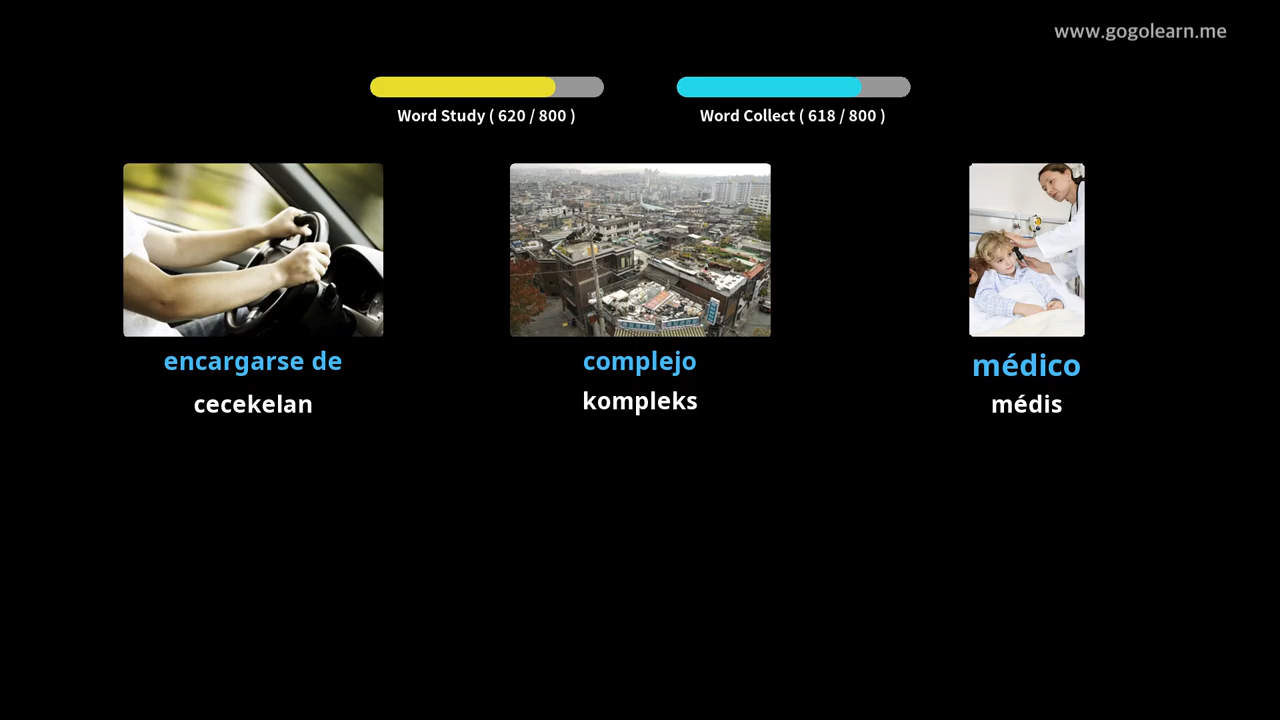 www.gogolearn.me
Word Study ( 620 / 800 )
Word Collect ( 618 / 800 )
encargarse de
complejo
médico
cecekelan
kompleks
médis